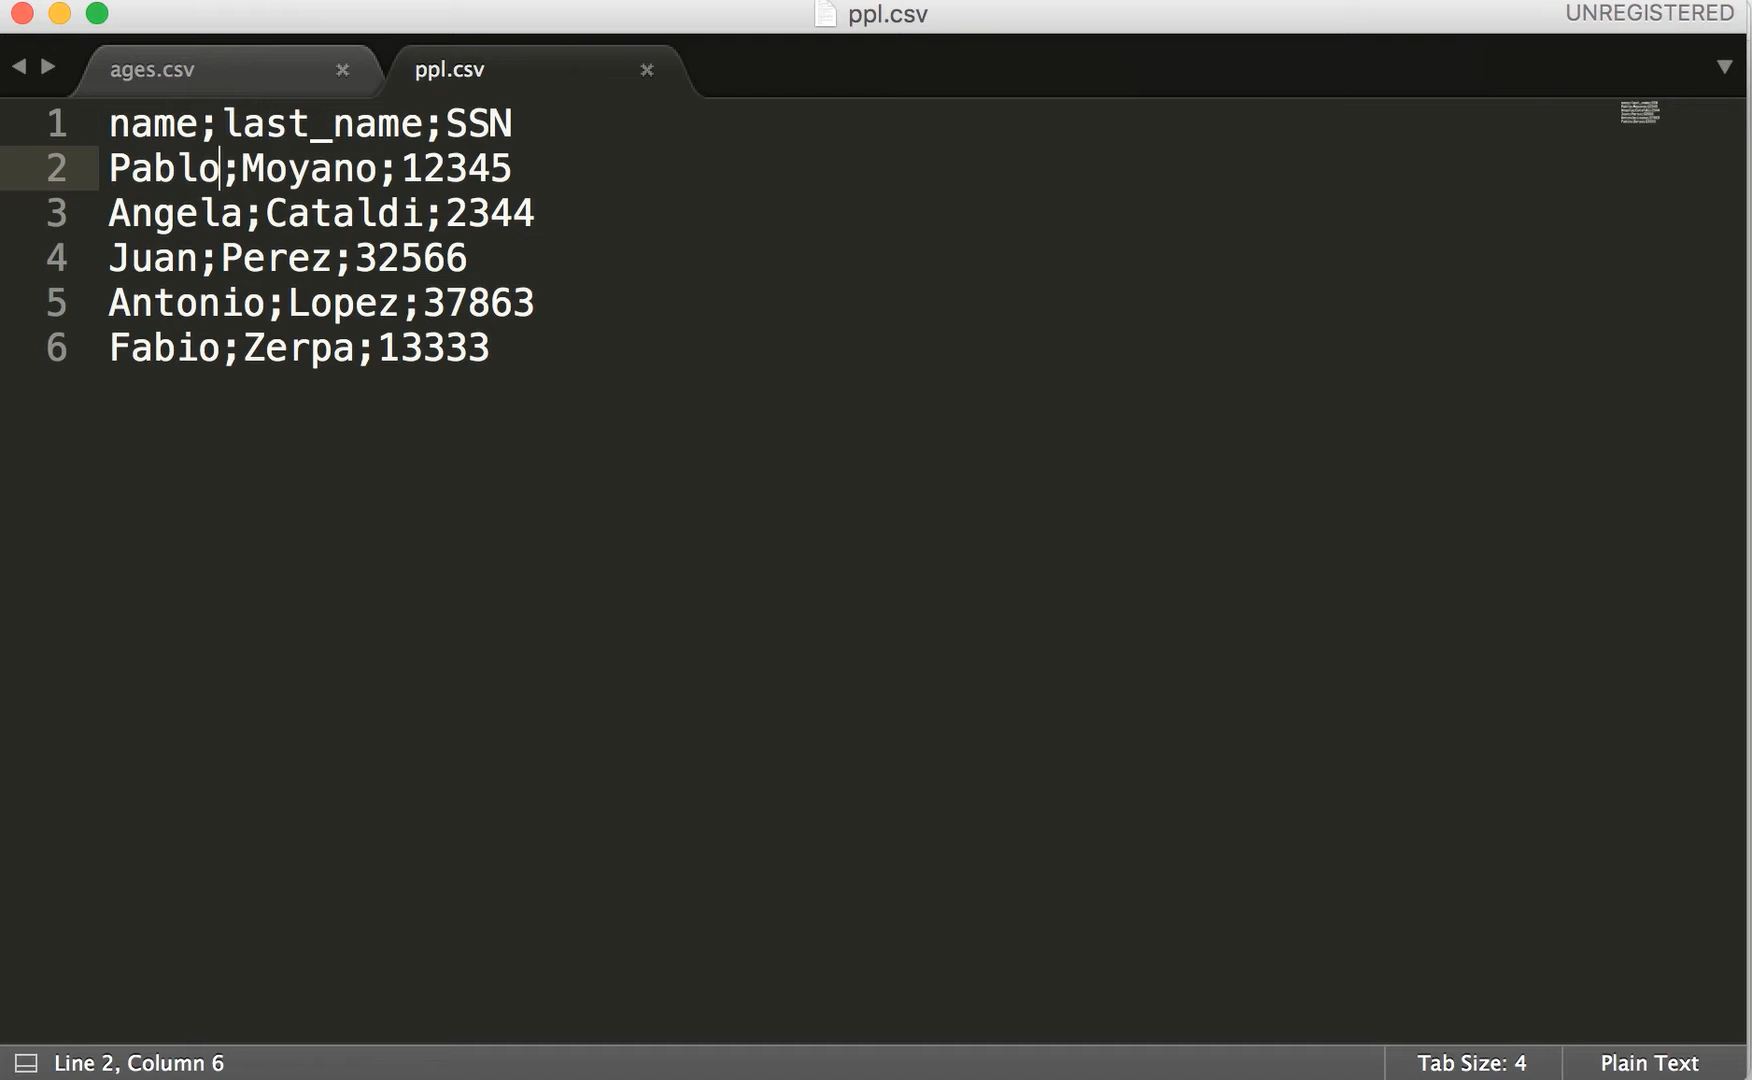 ppl.csv
UNREGISTERED
ages.csv
ppl.csv
1 name;last_name;SSN
2 Pablo;Moyano;12345
3 Angela;Cataldi;2344
4 Juan;Perez;32566
5 Antonio;Lopez;37863
6 Fabio;Zerpa;13333
Line 2, Column 6
Tab Size: 4
Plain Text